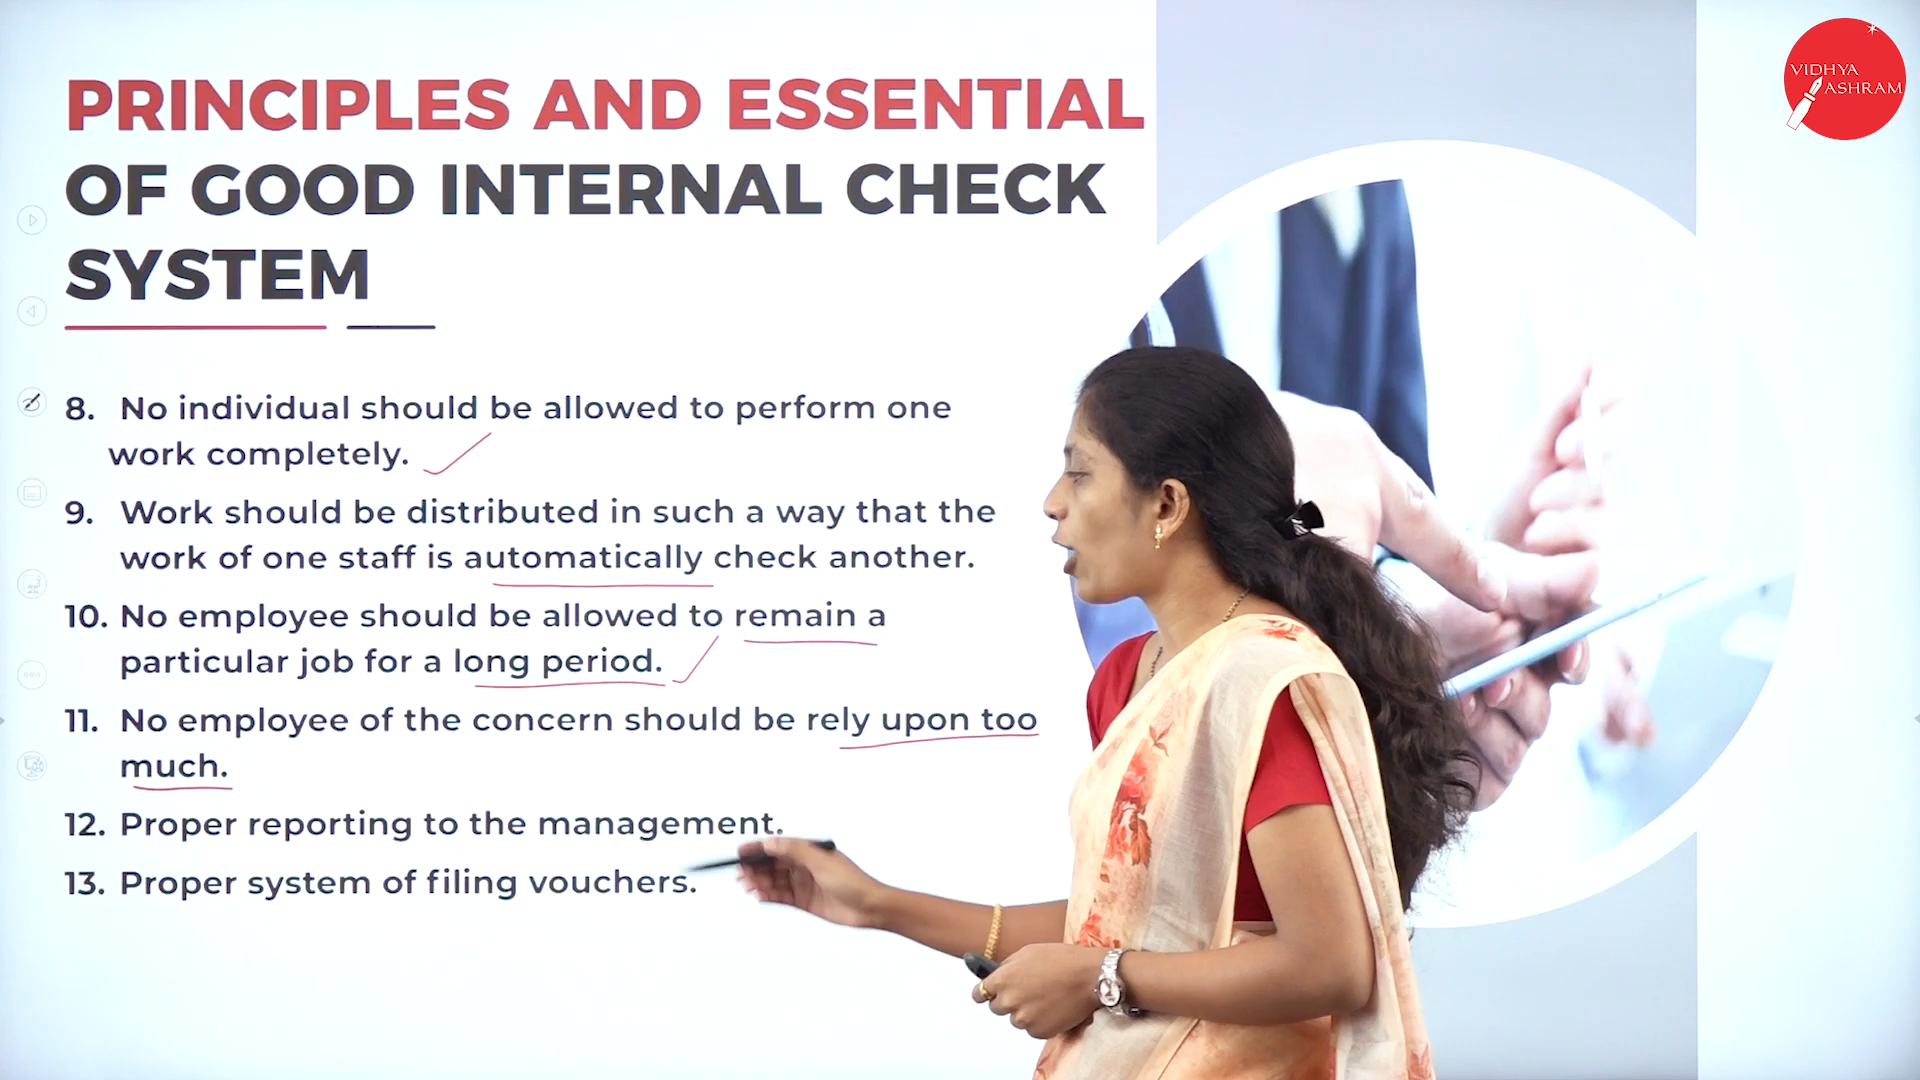 VIDHYA
ASHRAM
PRINCIPLES AND ESSENTIAL
OF GOOD INTERNAL CHECK
SYSTEM
8. No individual should be allowed to perform one
work completely.
9. Work should be distributed in such a way that the
work of one staff is automatically check another.
10. No employee should be allowed to remain a
particular job for a long period.
11. No employee of the concern should be rely upon too
much.
12. Proper reporting to the management.
13. Proper system of filing vouchers.